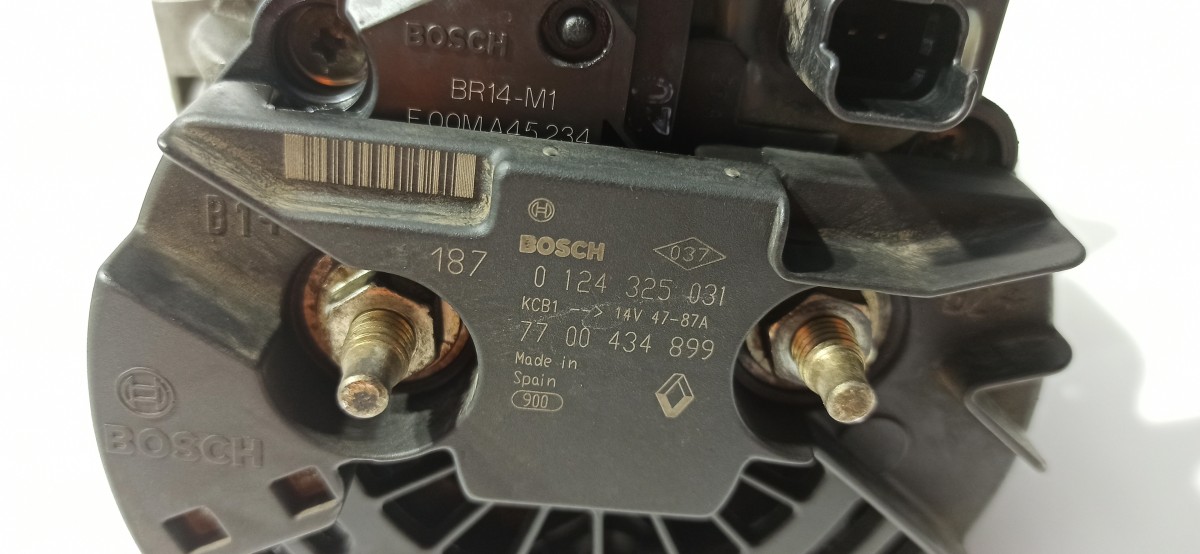 BOSCH
BR14-M1
F 00M A45 234
B1+
BOSCH
187
037
0 124 325 031
KCB1 --> 14V 47-87A
77 00 434 899
Made in
Spain
900
BOSCH